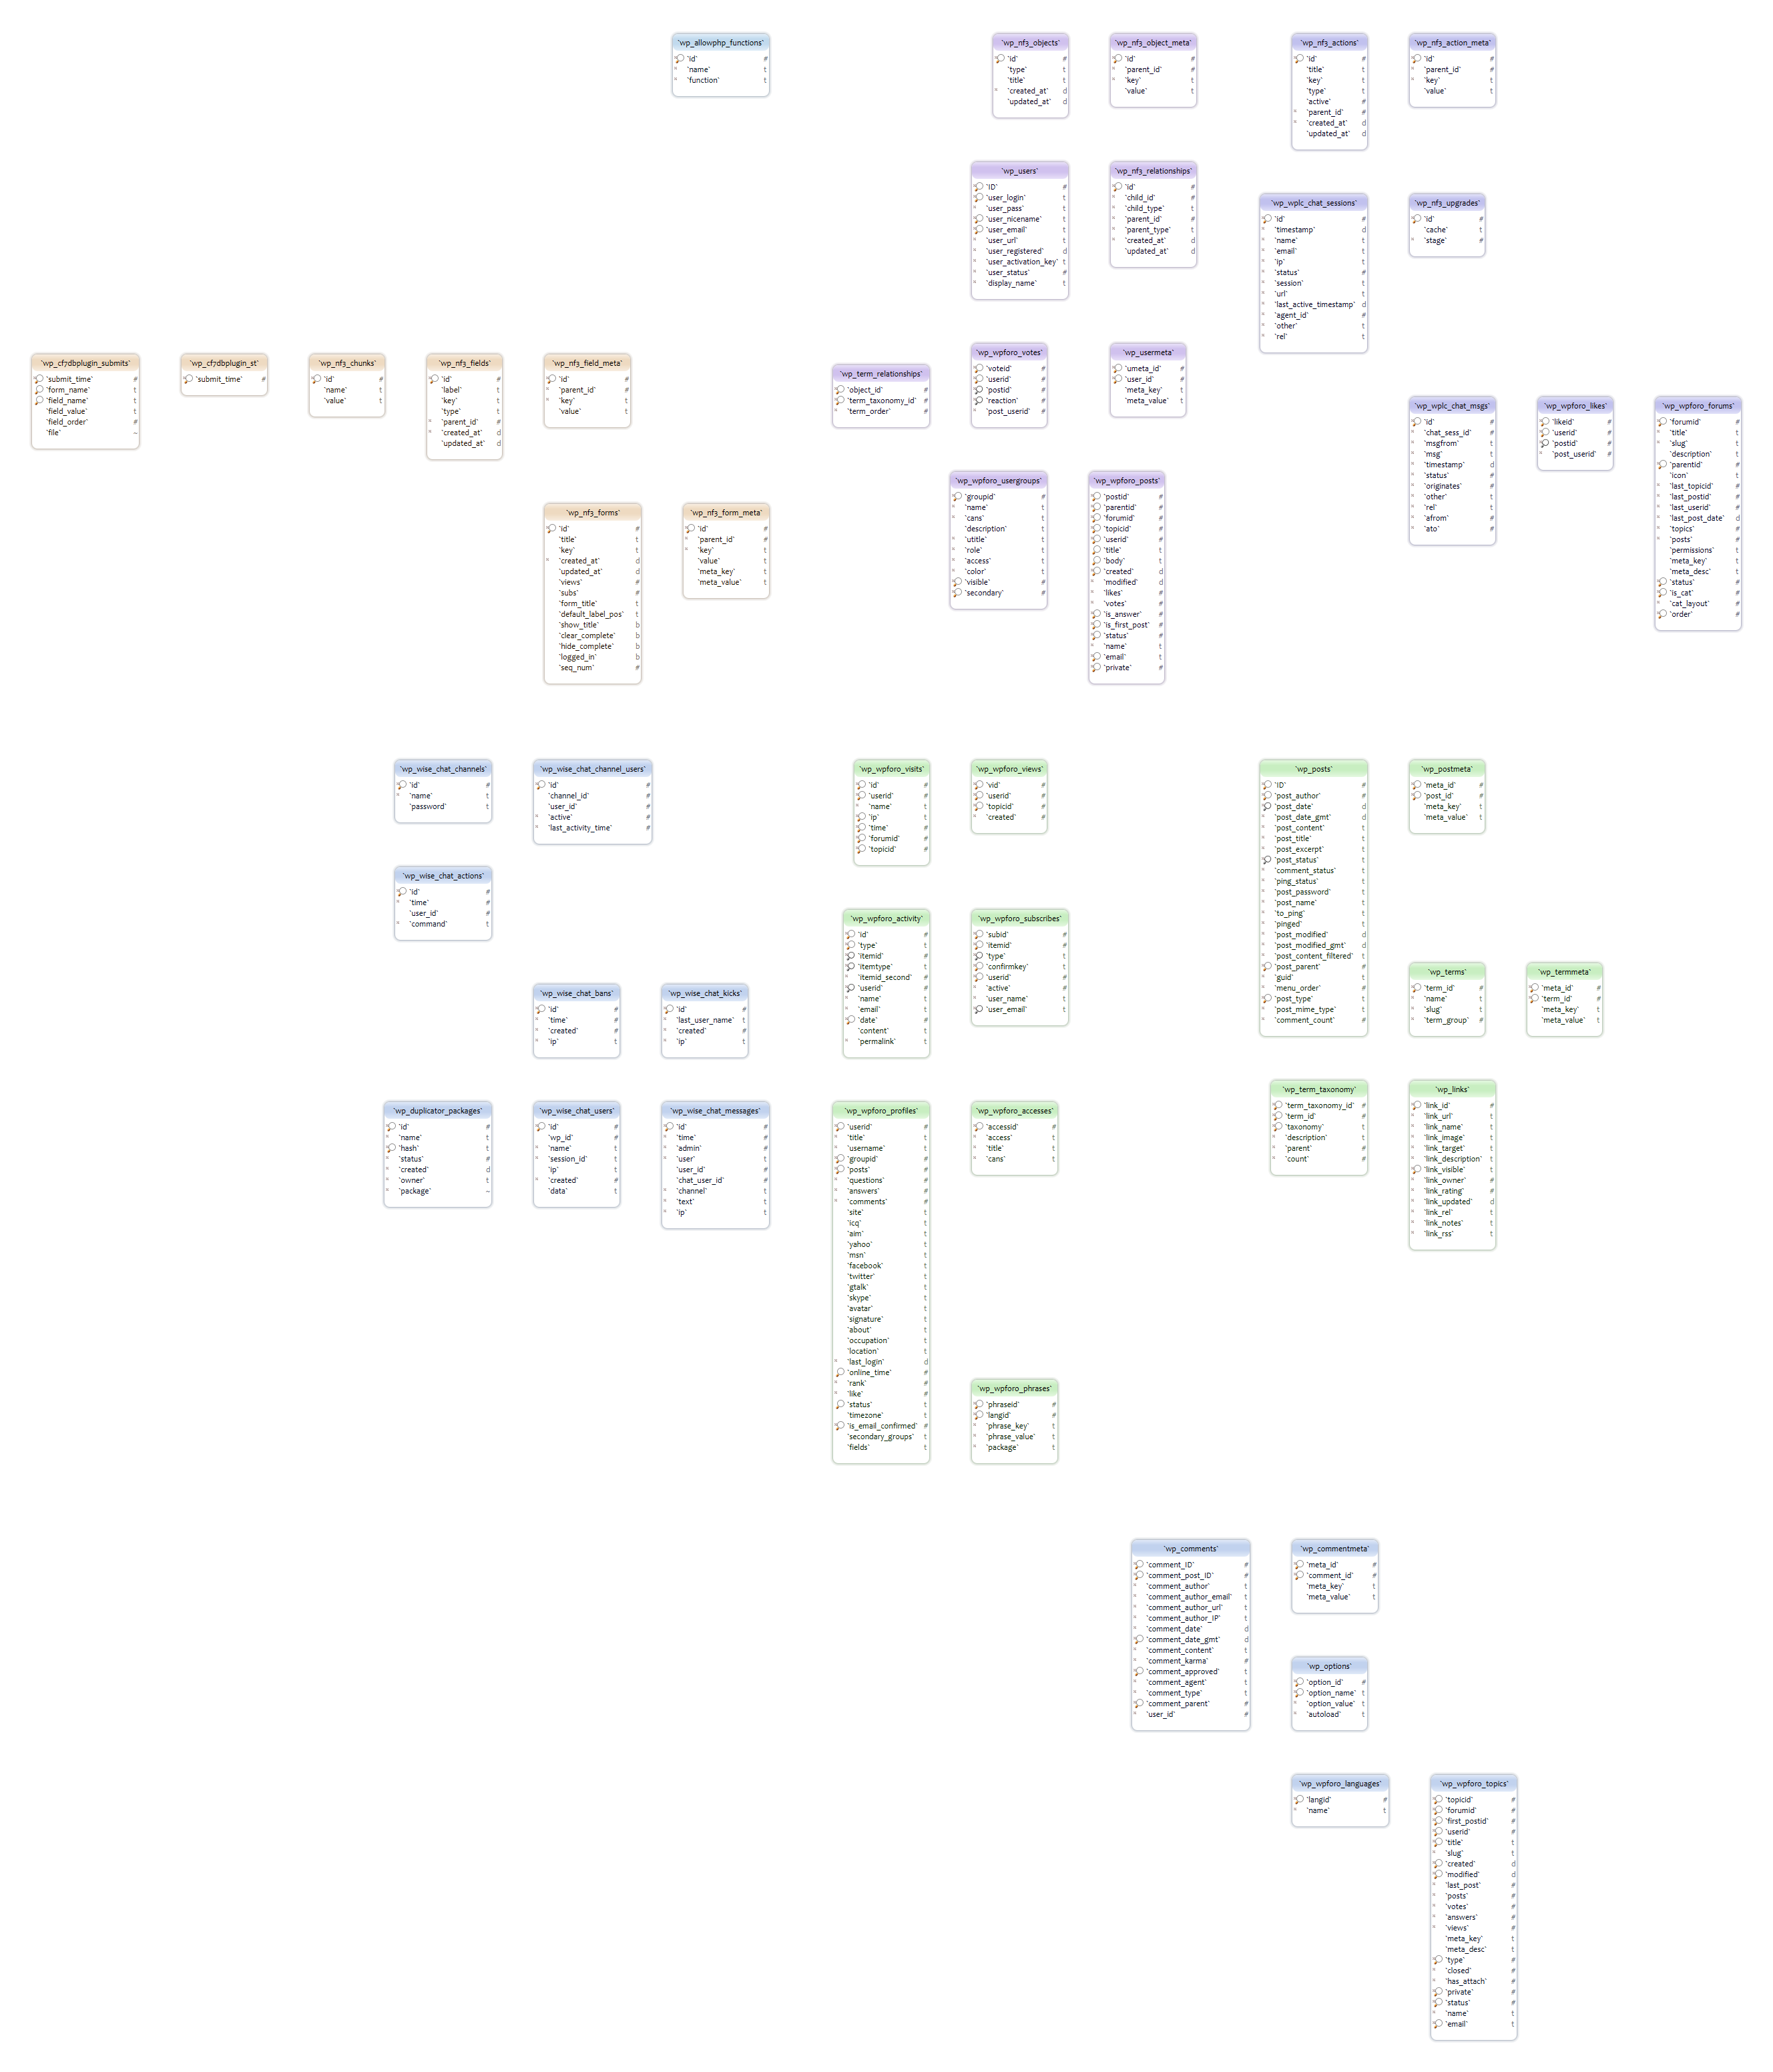 `wp_allowphp_functions`
`id` #
`name` t
`function` t
`wp_nf3_objects`
`id` #
`type` t
`title` t
`created_at` d
`updated_at` d
`wp_nf3_object_meta`
`id` #
`parent_id` #
`key` t
`value` t
`wp_nf3_actions`
`id` #
`title` t
`key` t
`type` t
`active` #
`parent_id` #
`created_at` d
`updated_at` d
`wp_nf3_action_meta`
`id` #
`parent_id` #
`key` t
`value` t
`wp_users`
`ID` #
`user_login` t
`user_pass` t
`user_nicename` t
`user_email` t
`user_url` t
`user_registered` d
`user_activation_key` t
`user_status` #
`display_name` t
`wp_nf3_relationships`
`id` #
`child_id` #
`child_type` t
`parent_id` #
`parent_type` t
`created_at` d
`updated_at` d
`wp_wplc_chat_sessions`
`id` #
`timestamp` d
`name` t
`email` t
`ip` t
`status` #
`session` t
`url` t
`last_active_timestamp` d
`agent_id` #
`other` t
`rel` t
`wp_nf3_upgrades`
`id` #
`cache` t
`stage` #
`wp_cf7dbplugin_submits`
`submit_time` #
`form_name` t
`field_name` t
`field_value` t
`field_order` #
`file` ~
`wp_cf7dbplugin_st`
`submit_time` #
`wp_nf3_chunks`
`id` #
`name` t
`value` t
`wp_nf3_fields`
`id` #
`label` t
`key` t
`type` t
`parent_id` #
`created_at` d
`updated_at` d
`wp_nf3_field_meta`
`id` #
`parent_id` #
`key` t
`value` t
`wp_term_relationships`
`object_id` #
`term_taxonomy_id` #
`term_order` #
`wp_wpforo_votes`
`voteid` #
`userid` #
`postid` #
`reaction` #
`post_userid` #
`wp_usermeta`
`umeta_id` #
`user_id` #
`meta_key` t
`meta_value` t
`wp_wplc_chat_msgs`
`id` #
`chat_sess_id` #
`msgfrom` t
`msg` t
`timestamp` d
`status` #
`originates` #
`other` t
`rel` t
`afrom` #
`ato` #
`wp_wpforo_likes`
`likeid` #
`userid` #
`postid` #
`post_userid` #
`wp_wpforo_forums`
`forumid` #
`title` t
`slug` t
`description` t
`parentid` #
`icon` t
`last_topicid` #
`last_postid` #
`last_userid` #
`last_post_date` d
`topics` #
`posts` #
`permissions` t
`meta_key` t
`meta_desc` t
`status` #
`is_cat` #
`cat_layout` #
`order` #
`wp_nf3_forms`
`id` #
`title` t
`key` t
`created_at` d
`updated_at` d
`views` #
`subs` #
`form_title` t
`default_label_pos` t
`show_title` b
`clear_complete` b
`hide_complete` b
`logged_in` b
`seq_num` #
`wp_nf3_form_meta`
`id` #
`parent_id` #
`key` t
`value` t
`meta_key` t
`meta_value` t
`wp_wpforo_usergroups`
`groupid` #
`name` t
`cans` t
`description` t
`utitle` t
`role` t
`access` t
`color` t
`visible` #
`secondary` #
`wp_wpforo_posts`
`postid` #
`parentid` #
`forumid` #
`topicid` #
`userid` #
`title` t
`body` t
`created` d
`modified` d
`likes` #
`votes` #
`is_answer` #
`is_first_post` #
`status` #
`name` t
`email` t
`private` #
`wp_wise_chat_channels`
`id` #
`name` t
`password` t
`wp_wise_chat_channel_users`
`id` #
`channel_id` #
`user_id` #
`active` #
`last_activity_time` #
`wp_wpforo_visits`
`id` #
`userid` #
`name` t
`ip` t
`time` #
`forumid` #
`topicid` #
`wp_wpforo_views`
`vid` #
`userid` #
`topicid` #
`created` #
`wp_posts`
`ID` #
`post_author` #
`post_date` d
`post_date_gmt` d
`post_content` t
`post_title` t
`post_excerpt` t
`post_status` t
`comment_status` t
`ping_status` t
`post_password` t
`post_name` t
`to_ping` t
`pinged` t
`post_modified` d
`post_modified_gmt` d
`post_content_filtered` t
`post_parent` #
`guid` t
`menu_order` #
`post_type` t
`post_mime_type` t
`comment_count` #
`wp_postmeta`
`meta_id` #
`post_id` #
`meta_key` t
`meta_value` t
`wp_wise_chat_actions`
`id` #
`time` #
`user_id` #
`command` t
`wp_wpforo_activity`
`id` #
`type` t
`itemid` #
`itemtype` t
`itemid_second` #
`userid` #
`name` t
`email` t
`date` #
`content` t
`permalink` t
`wp_wpforo_subscribes`
`subid` #
`itemid` #
`type` t
`confirmkey` t
`userid` #
`active` #
`user_name` t
`user_email` t
`wp_terms`
`term_id` #
`name` t
`slug` t
`term_group` #
`wp_termmeta`
`meta_id` #
`term_id` #
`meta_key` t
`meta_value` t
`wp_wise_chat_bans`
`id` #
`time` #
`created` #
`ip` t
`wp_wise_chat_kicks`
`id` #
`last_user_name` t
`created` #
`ip` t
`wp_term_taxonomy`
`term_taxonomy_id` #
`term_id` #
`taxonomy` t
`description` t
`parent` #
`count` #
`wp_links`
`link_id` #
`link_url` t
`link_name` t
`link_image` t
`link_target` t
`link_description` t
`link_visible` t
`link_owner` #
`link_rating` #
`link_updated` d
`link_rel` t
`link_notes` t
`link_rss` t
`wp_duplicator_packages`
`id` #
`name` t
`hash` t
`status` #
`created` d
`owner` t
`package` ~
`wp_wise_chat_users`
`id` #
`wp_id` #
`name` t
`session_id` t
`ip` t
`created` #
`data` t
`wp_wise_chat_messages`
`id` #
`time` #
`admin` #
`user` t
`user_id` #
`chat_user_id` #
`channel` t
`text` t
`ip` t
`wp_wpforo_profiles`
`userid` #
`title` t
`username` t
`groupid` #
`posts` #
`questions` #
`answers` #
`comments` #
`site` t
`icq` t
`aim` t
`yahoo` t
`msn` t
`facebook` t
`twitter` t
`gtalk` t
`skype` t
`avatar` t
`signature` t
`about` t
`occupation` t
`location` t
`last_login` d
`online_time` #
`rank` #
`like` #
`status` t
`timezone` t
`is_email_confirmed` #
`secondary_groups` t
`fields` t
`wp_wpforo_accesses`
`accessid` #
`access` t
`title` t
`cans` t
`wp_wpforo_phrases`
`phraseid` #
`langid` #
`phrase_key` t
`phrase_value` t
`package` t
`wp_comments`
`comment_ID` #
`comment_post_ID` #
`comment_author` t
`comment_author_email` t
`comment_author_url` t
`comment_author_IP` t
`comment_date` d
`comment_date_gmt` d
`comment_content` t
`comment_karma` #
`comment_approved` t
`comment_agent` t
`comment_type` t
`comment_parent` #
`user_id` #
`wp_commentmeta`
`meta_id` #
`comment_id` #
`meta_key` t
`meta_value` t
`wp_options`
`option_id` #
`option_name` t
`option_value` t
`autoload` t
`wp_wpforo_languages`
`langid` #
`name` t
`wp_wpforo_topics`
`topicid` #
`forumid` #
`first_postid` #
`userid` #
`title` t
`slug` t
`created` d
`modified` d
`last_post` #
`posts` #
`votes` #
`answers` #
`views` #
`meta_key` t
`meta_desc` t
`type` #
`closed` #
`has_attach` #
`private` #
`status` #
`name` t
`email` t